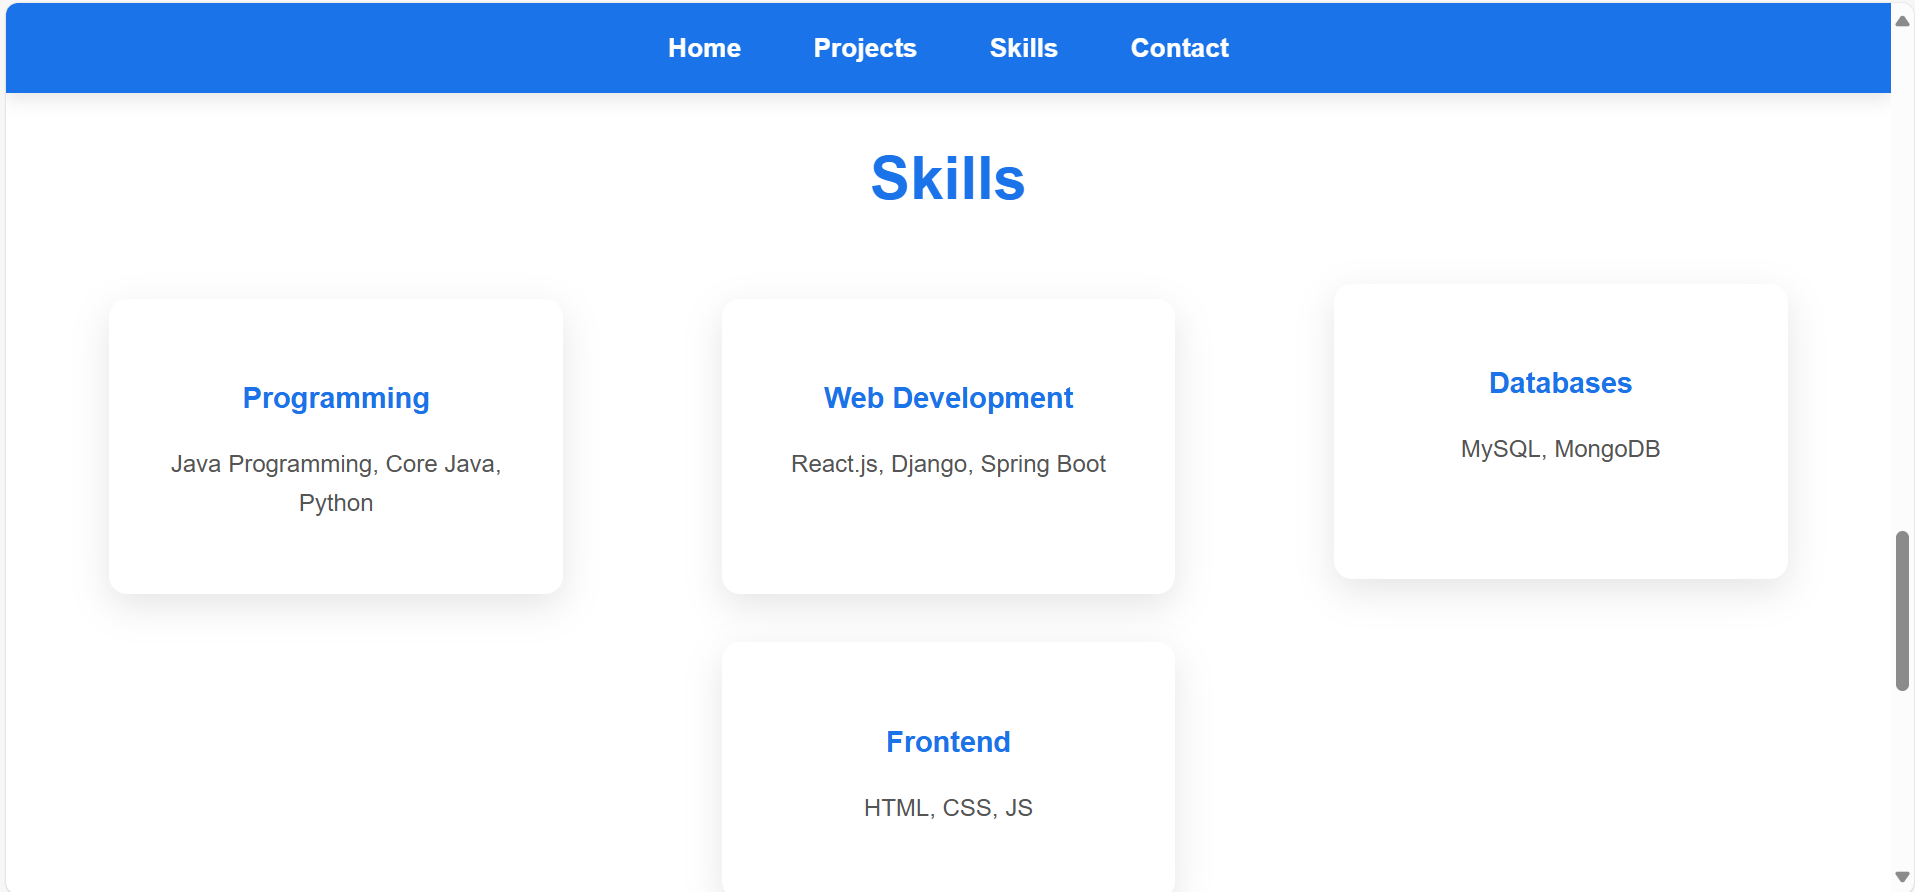 Home Projects Skills Contact
Skills
Programming
Java Programming, Core Java,
Python
Web Development
React.js, Django, Spring Boot
Databases
MySQL, MongoDB
Frontend
HTML, CSS, JS